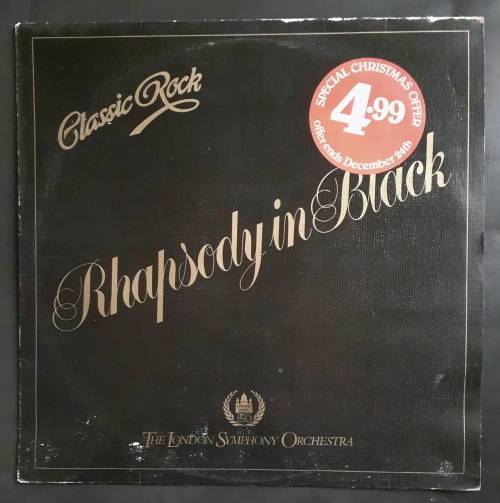 Classic Rock
SPECIAL CHRISTMAS OFFER
4.99
offer ends December 24th
Rhapsody in Black
THE LONDON SYMPHONY ORCHESTRA